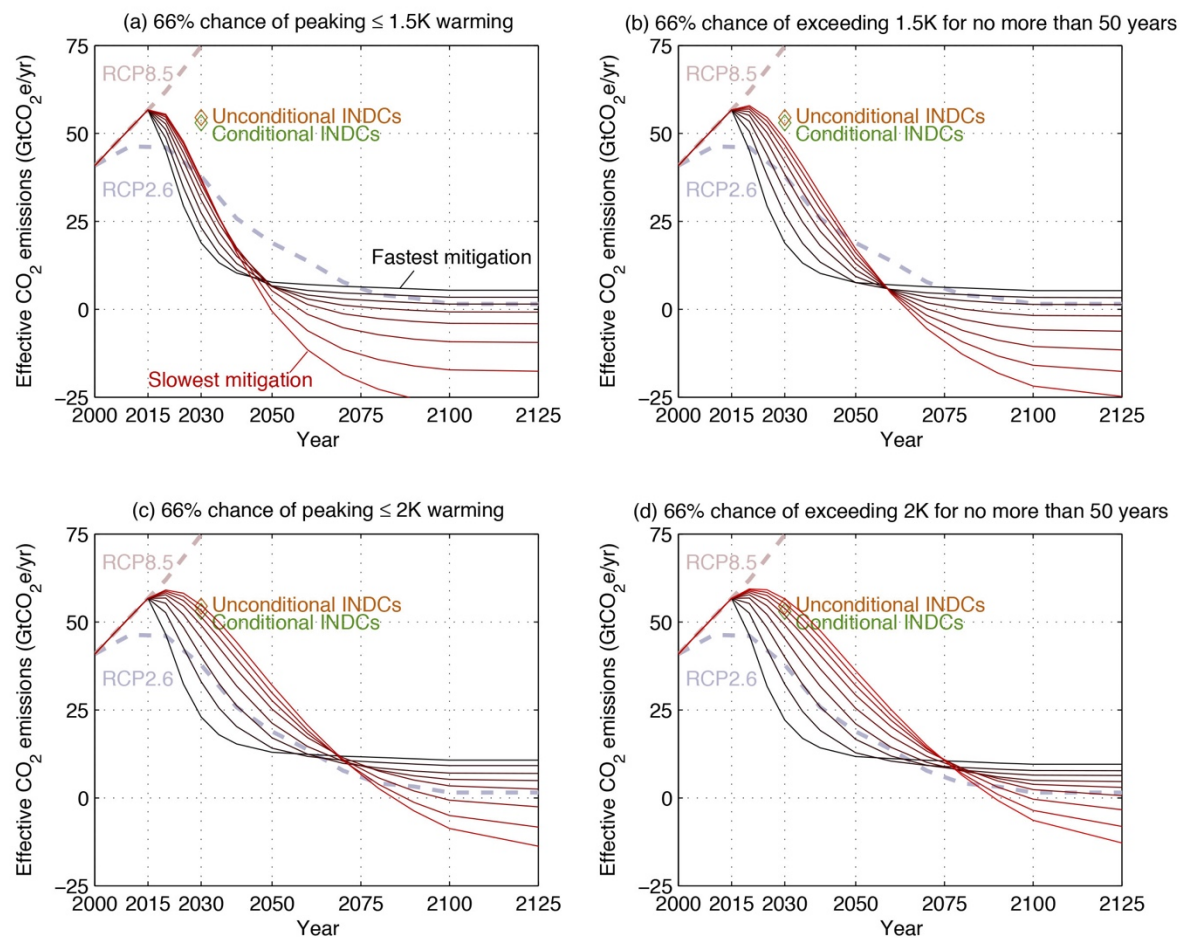 (a) 66% chance of peaking ≤ 1.5K warming
75
50
25
0
−25
Effective CO2 emissions (GtCO2e/yr)
RCP8.5
Unconditional INDCs
Conditional INDCs
RCP2.6
Fastest mitigation
Slowest mitigation
2000 2015 2030 2050 2075 2100 2125
Year
(b) 66% chance of exceeding 1.5K for no more than 50 years
75
50
25
0
−25
Effective CO2 emissions (GtCO2e/yr)
RCP8.5
Unconditional INDCs
Conditional INDCs
RCP2.6
2000 2015 2030 2050 2075 2100 2125
Year
(c) 66% chance of peaking ≤ 2K warming
75
50
25
0
−25
Effective CO2 emissions (GtCO2e/yr)
RCP8.5
Unconditional INDCs
Conditional INDCs
RCP2.6
2000 2015 2030 2050 2075 2100 2125
Year
(d) 66% chance of exceeding 2K for no more than 50 years
75
50
25
0
−25
Effective CO2 emissions (GtCO2e/yr)
RCP8.5
Unconditional INDCs
Conditional INDCs
RCP2.6
2000 2015 2030 2050 2075 2100 2125
Year